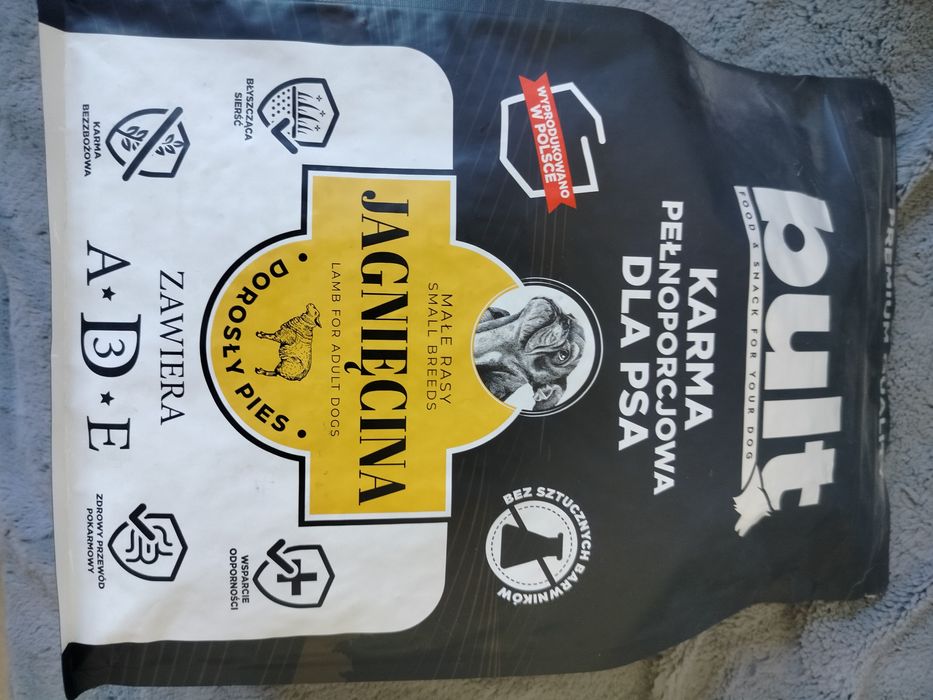 PREMIUM QUALITY
bult
FOOD & SNACK FOR YOUR DOG
KARMA
PEŁNOPORCJOWA
DLA PSA
WYPRODUKOWANO
W POLSCE
BEZ SZTUCZNYCH BARWNIKÓW
MAŁE RASY
SMALL BREEDS
JAGNIĘCINA
LAMB FOR ADULT DOGS
• DOROSŁY PIES •
BŁYSZCZĄCA
SIERŚĆ
WSPARCIE
ODPORNOŚCI
KARMA
BEZZBOŻOWA
ZAWIERA
A ★ D3 ★ E
ZDROWY PRZEWÓD
POKARMOWY